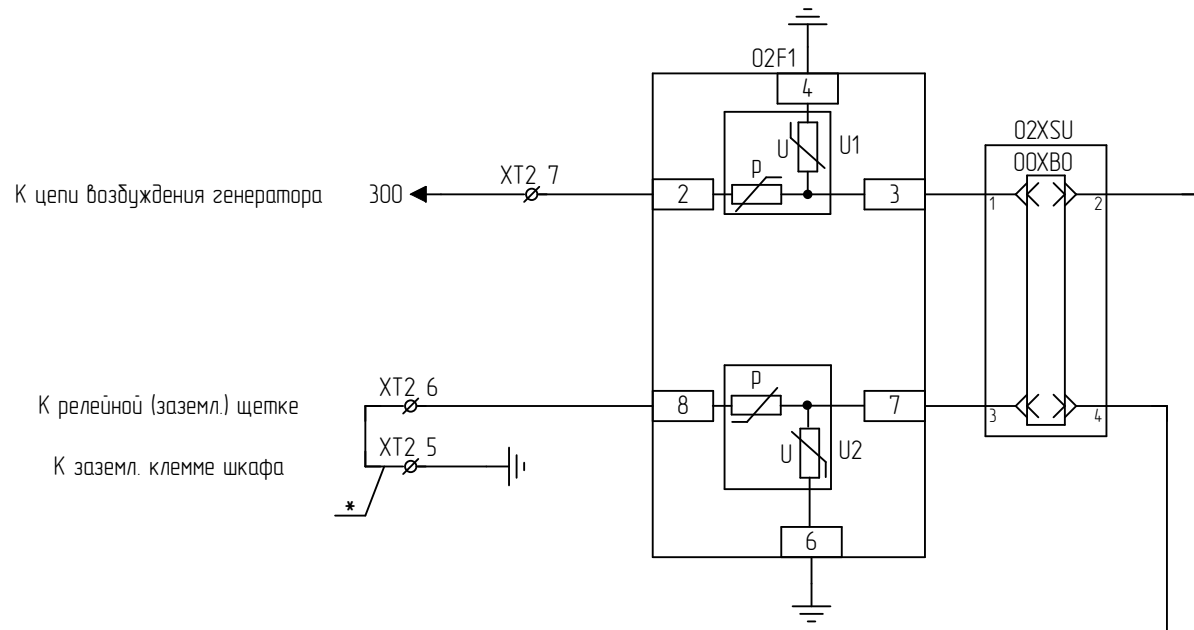 02F1
4
02XSU
U
U1
00XB0
XT2 7
P
К цепи возбуждения генератора
300
2
3
1
2
P
XT2 6
К релейной (заземл.) щетке
8
7
3
4
XT2 5
U
U2
К заземл. клемме шкафа
*
6